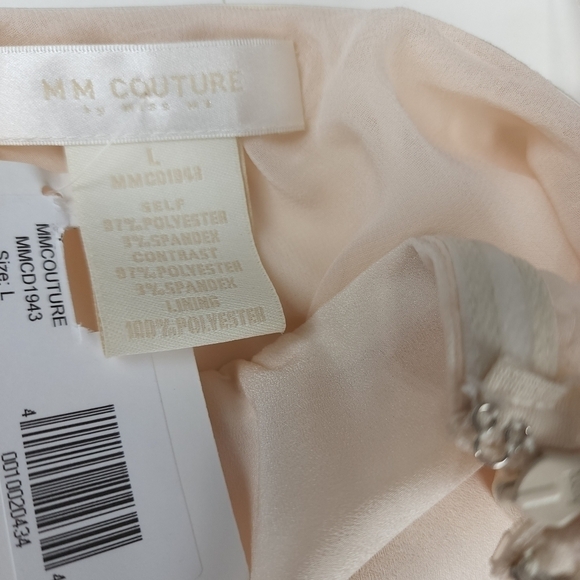 MM COUTURE
BY MISS ME
L
MMCD1943
SELF
97%POLYESTER
3%SPANDEX
CONTRAST
97%POLYESTER
3%SPANDEX
LINING
100%POLYESTER
MMCOUTURE
MMCD1943
Size: L
4
0010020434
4